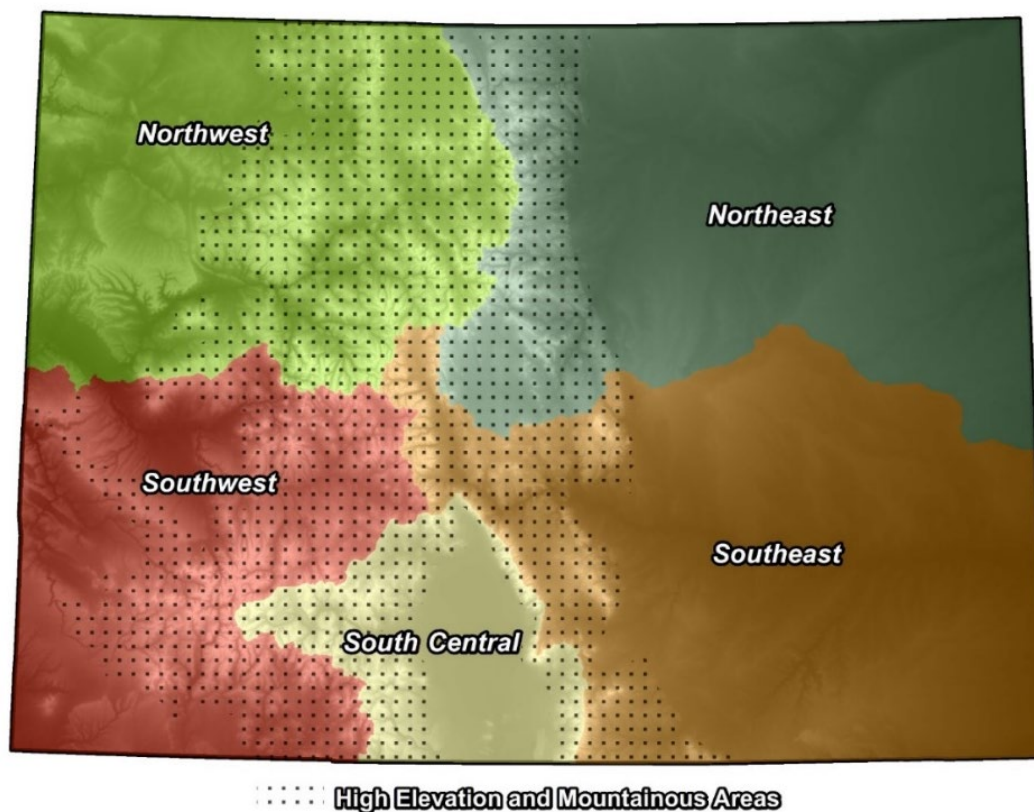 Northwest
Northeast
Southwest
Southeast
South Central
High Elevation and Mountainous Areas